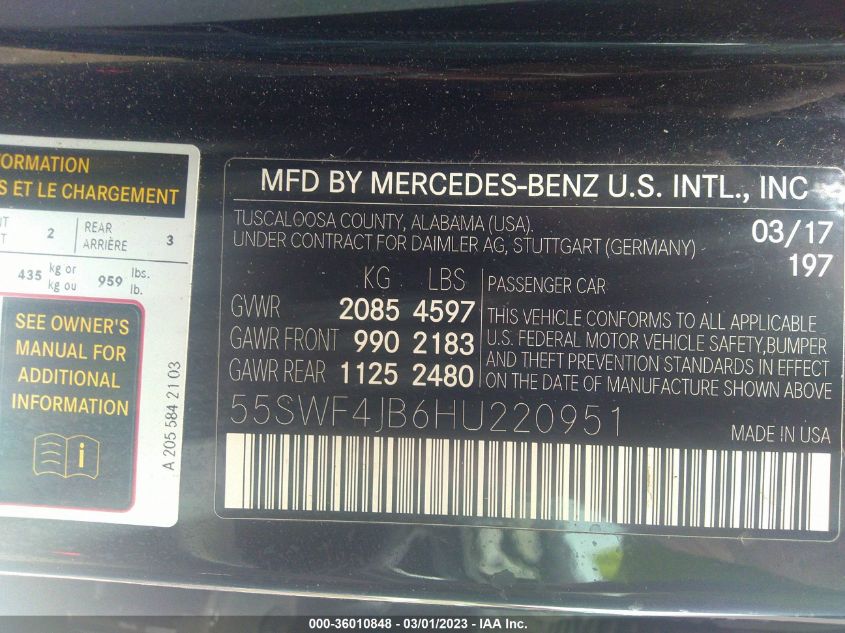 ORMATION
S ET LE CHARGEMENT
2 REAR ARRIÈRE 3
435 kg or kg ou 959 lbs. lb.
SEE OWNER'S
MANUAL FOR
ADDITIONAL
INFORMATION
i
A 205 584 21 03
MFD BY MERCEDES-BENZ U.S. INTL., INC
TUSCALOOSA COUNTY, ALABAMA (USA).
UNDER CONTRACT FOR DAIMLER AG, STUTTGART (GERMANY)
03/17
197
KG LBS
GVWR 2085 4597
GAWR FRONT 990 2183
GAWR REAR 1125 2480
PASSENGER CAR
THIS VEHICLE CONFORMS TO ALL APPLICABLE
U.S. FEDERAL MOTOR VEHICLE SAFETY,BUMPER
AND THEFT PREVENTION STANDARDS IN EFFECT
ON THE DATE OF MANUFACTURE SHOWN ABOVE
55SWF4JB6HU220951
MADE IN USA
000-36010848 - 03/01/2023 - IAA Inc.